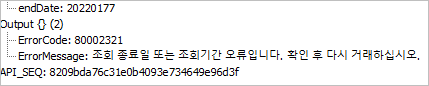 endDate: 20220177
Output {} (2)
ErrorCode: 80002321
ErrorMessage: 조회 종료일 또는 조회기간 오류입니다. 확인 후 다시 거래하십시오.
API_SEQ: 8209bda76c31e0b4093e734649e96d3f